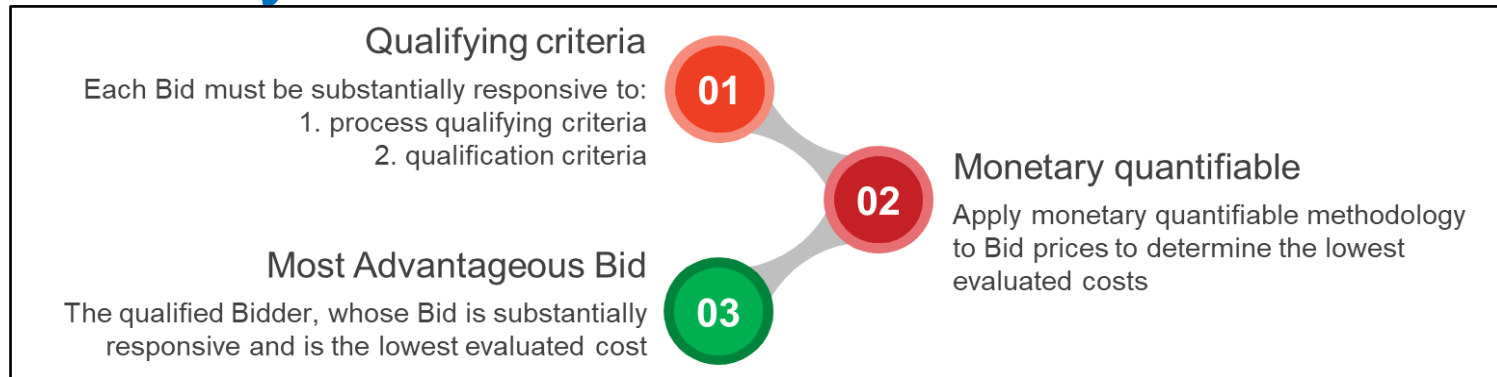 Qualifying criteria
Each Bid must be substantially responsive to:
1. process qualifying criteria
2. qualification criteria
01
02
Monetary quantifiable
Apply monetary quantifiable methodology
to Bid prices to determine the lowest
evaluated costs
Most Advantageous Bid
The qualified Bidder, whose Bid is substantially
responsive and is the lowest evaluated cost
03